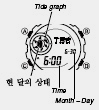 Tide graph
A
B
C
D
6-30
6:00
현 달의 상태
Time
Month – Day